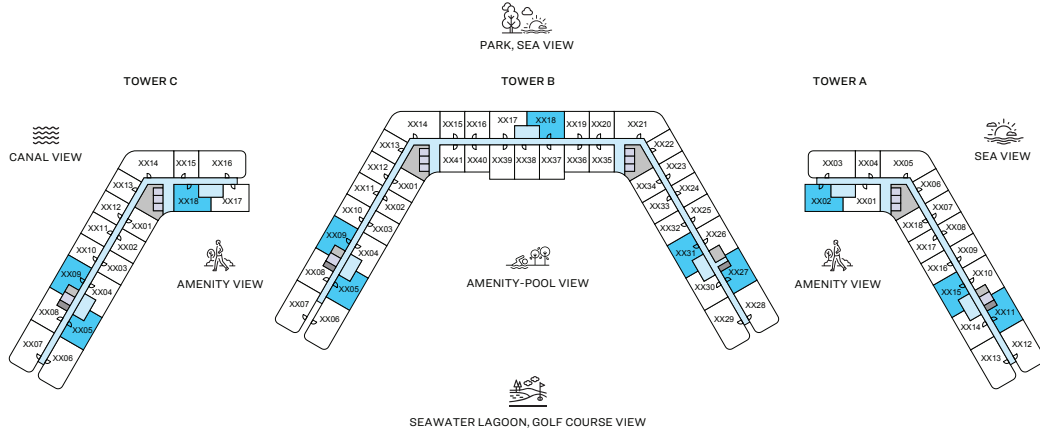 PARK, SEA VIEW
TOWER C
TOWER B
TOWER A
CANAL VIEW
SEA VIEW
XX14
XX15
XX16
XX13
XX12
XX11
XX10
XX09
XX08
XX07
XX18
XX17
XX01
XX02
XX03
XX04
XX05
XX06
AMENITY VIEW
XX14
XX15
XX16
XX17
XX18
XX19
XX20
XX21
XX13
XX12
XX11
XX10
XX09
XX08
XX07
XX41
XX40
XX39
XX38
XX37
XX36
XX35
XX01
XX02
XX03
XX04
XX05
XX06
XX22
XX23
XX24
XX25
XX26
XX27
XX28
XX34
XX33
XX32
XX31
XX30
XX29
AMENITY-POOL VIEW
XX03
XX04
XX05
XX02
XX01
XX06
XX07
XX08
XX09
XX10
XX11
XX12
XX18
XX17
XX16
XX15
XX14
XX13
AMENITY VIEW
SEAWATER LAGOON, GOLF COURSE VIEW